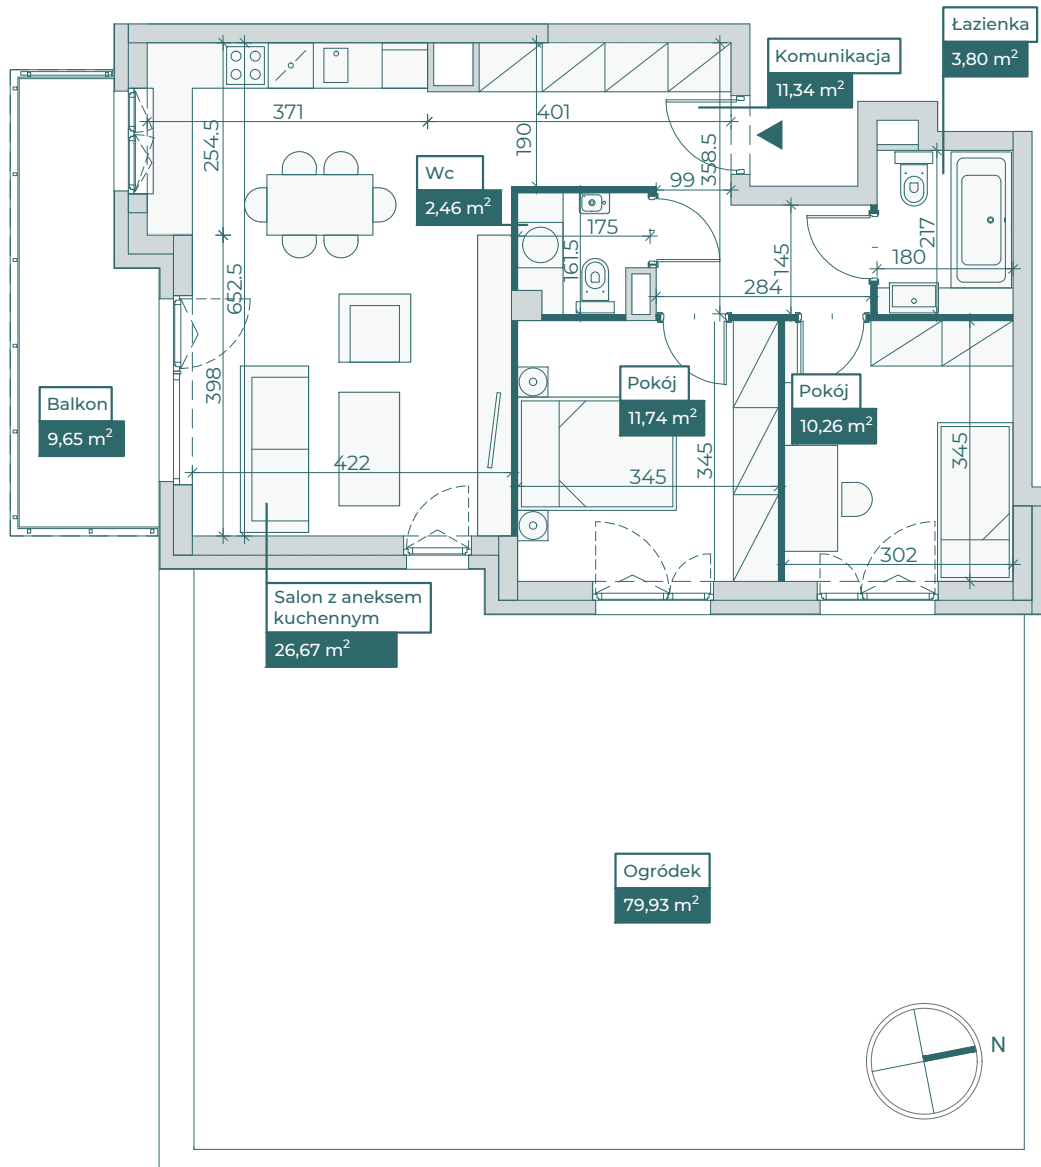 Łazienka
3,80 m²
Komunikacja
11,34 m²
371
401
254.5
190
358.5
Wc
2,46 m²
99
175
161.5
145
217
180
284
652.5
398
Balkon
9,65 m²
Pokój
11,74 m²
Pokój
10,26 m²
422
345
345
345
302
Salon z aneksem
kuchennym
26,67 m²
Ogródek
79,93 m²
N